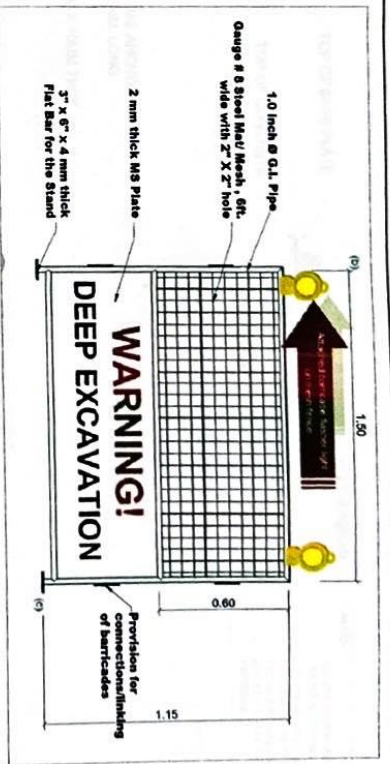 (b)
1.50
1.0 Inch Ø G.I. Pipe
Gauge # 8 Steel Mat/ Mesh , 6ft.
wide with 2" X 2" hole
0.60
1.15
2 mm thick MS Plate
WARNING!
DEEP EXCAVATION
3" x 6" x 4 mm thick
Flat Bar for the Stand
Provision for
connections/linking
of barricades
(c)